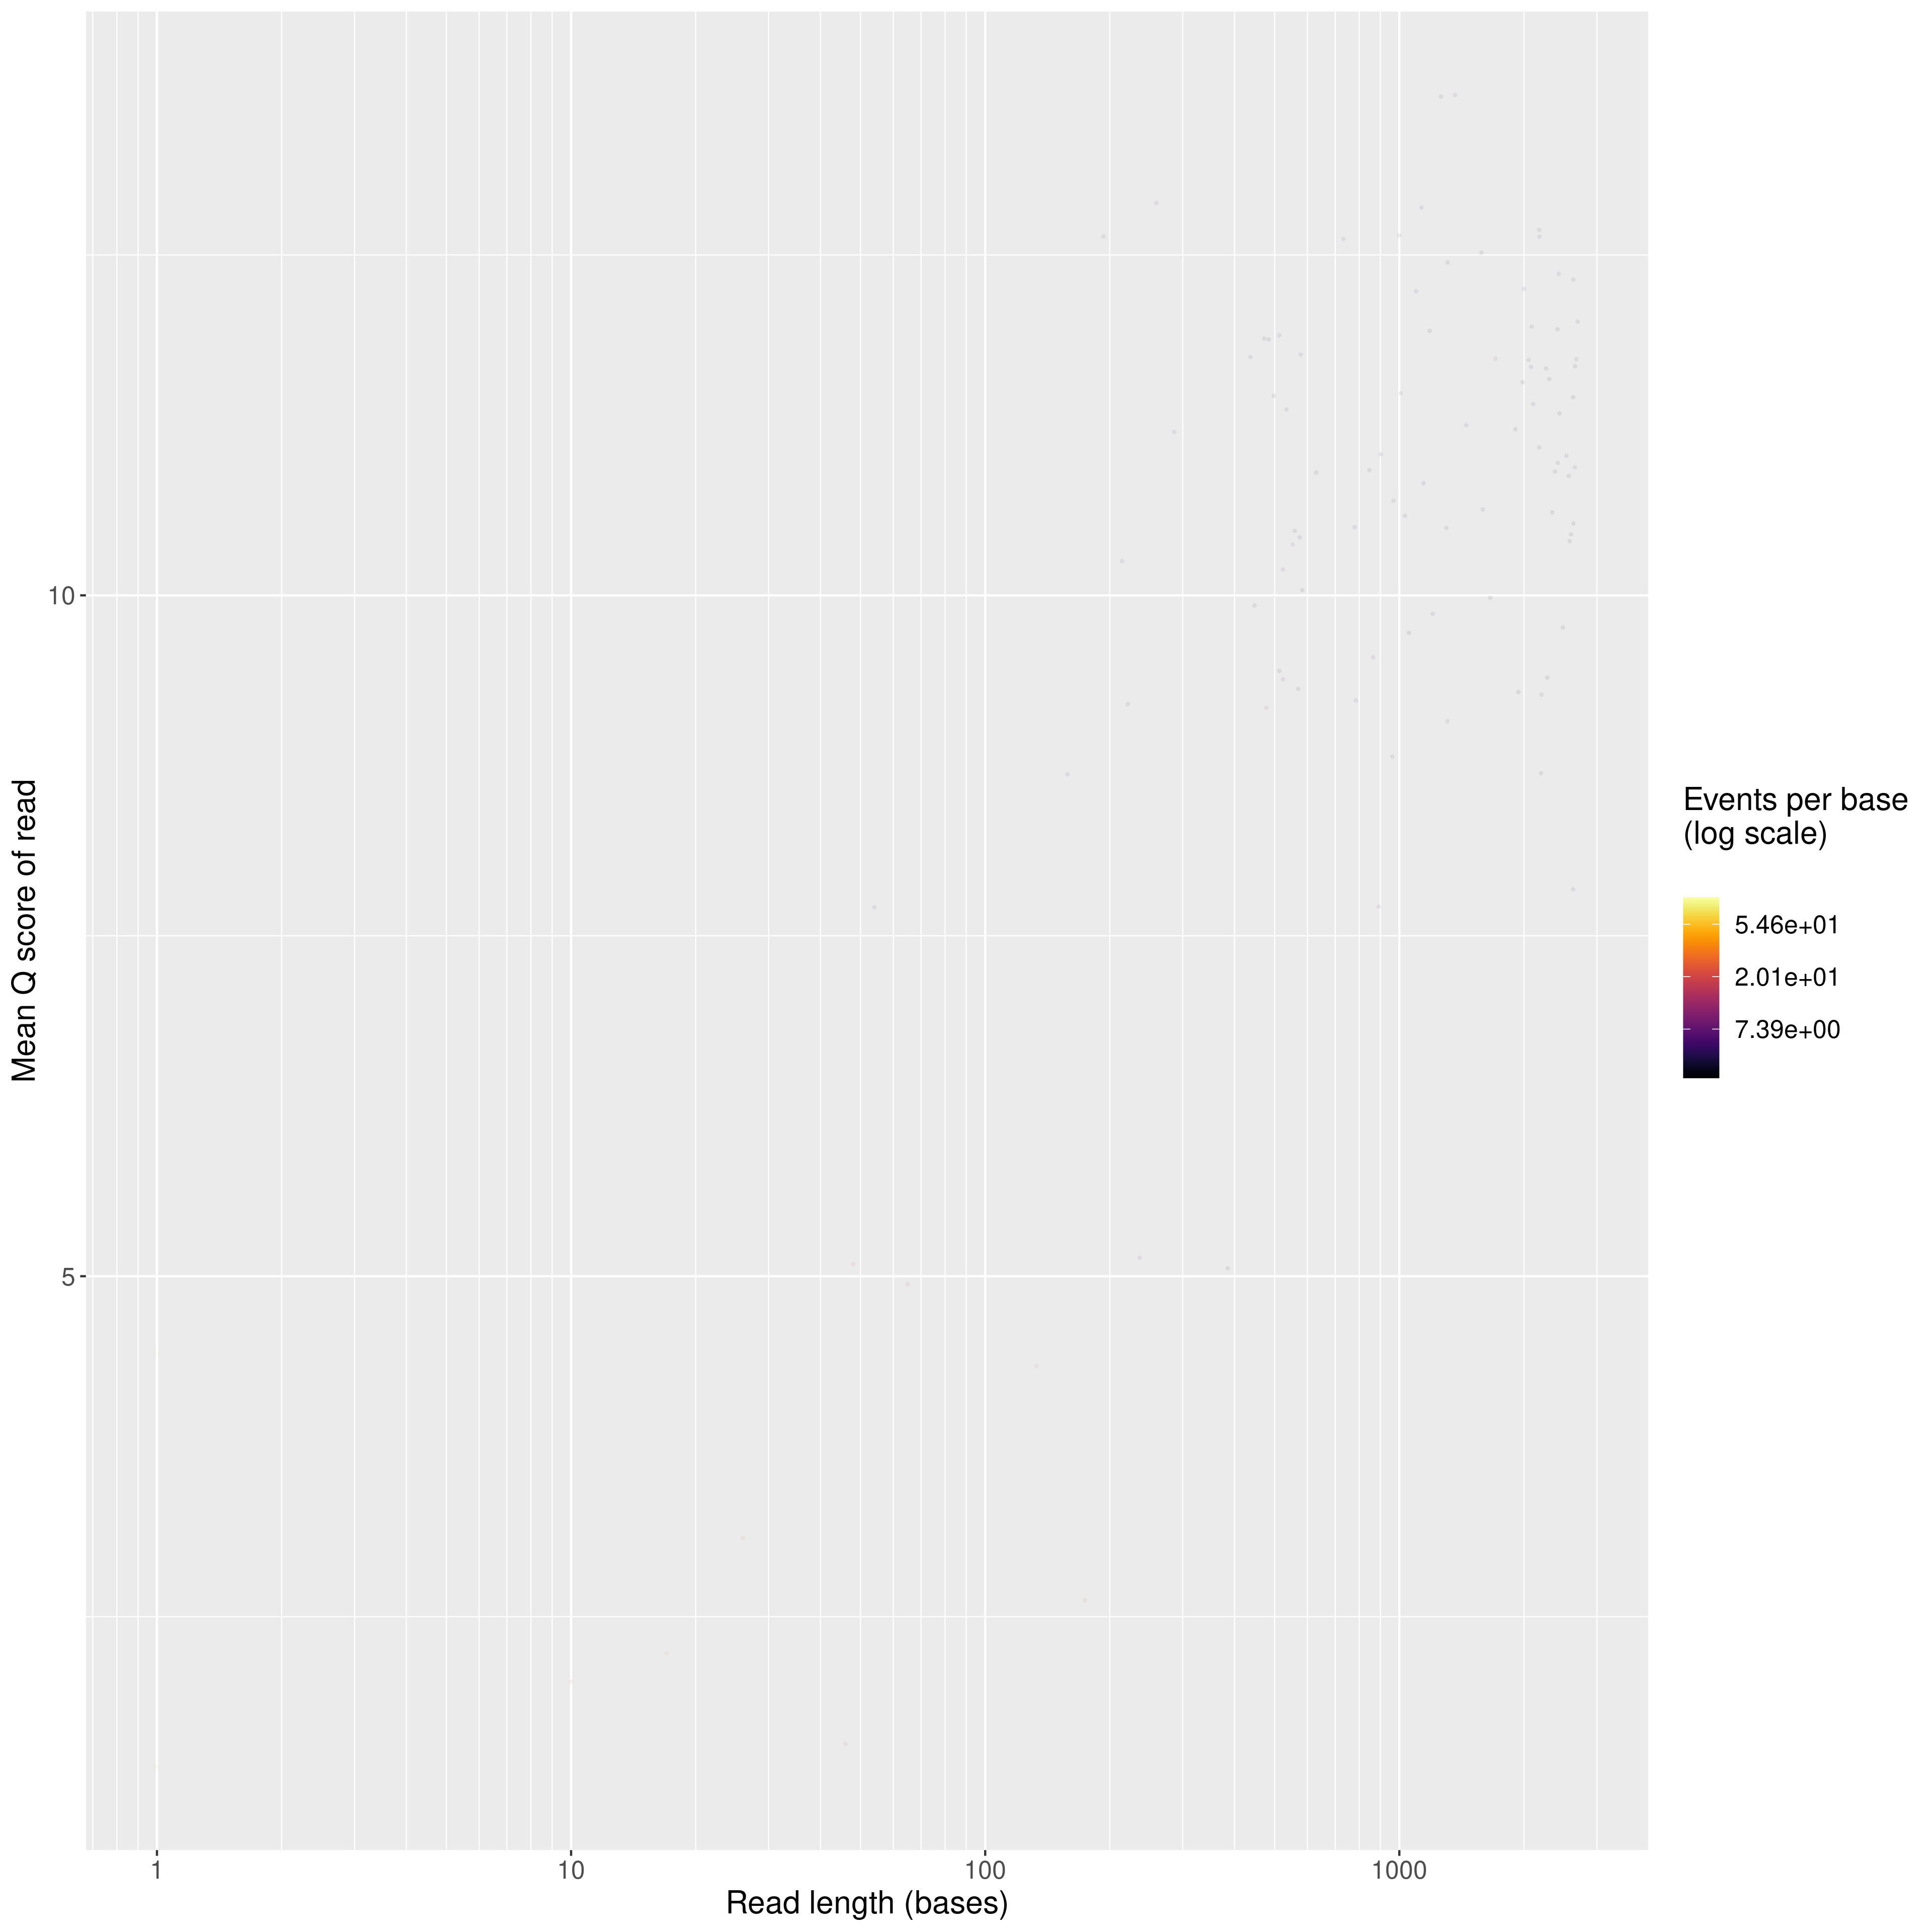 Mean Q score of read
10
5
1
10
100
1000
Read length (bases)
Events per base
(log scale)
5.46e+01
2.01e+01
7.39e+00